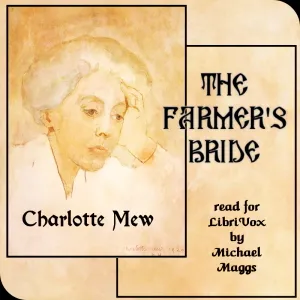 THE
FARMER'S
BRIDE
Charlotte Mew
read for
LibriVox
by
Michael
Maggs